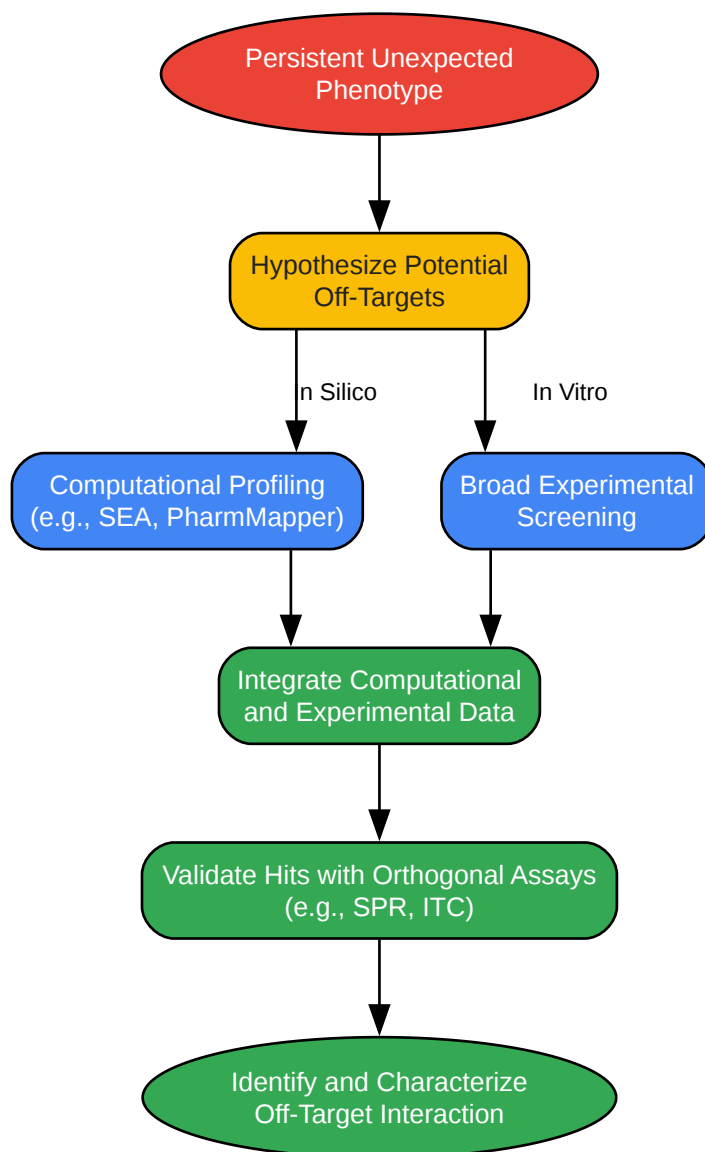 Persistent Unexpected
Phenotype
Hypothesize Potential
Off-Targets
In Silico
In Vitro
Computational Profiling
(e.g., SEA, PharmMapper)
Broad Experimental
Screening
Integrate Computational
and Experimental Data
Validate Hits with Orthogonal Assays
(e.g., SPR, ITC)
Identify and Characterize
Off-Target Interaction